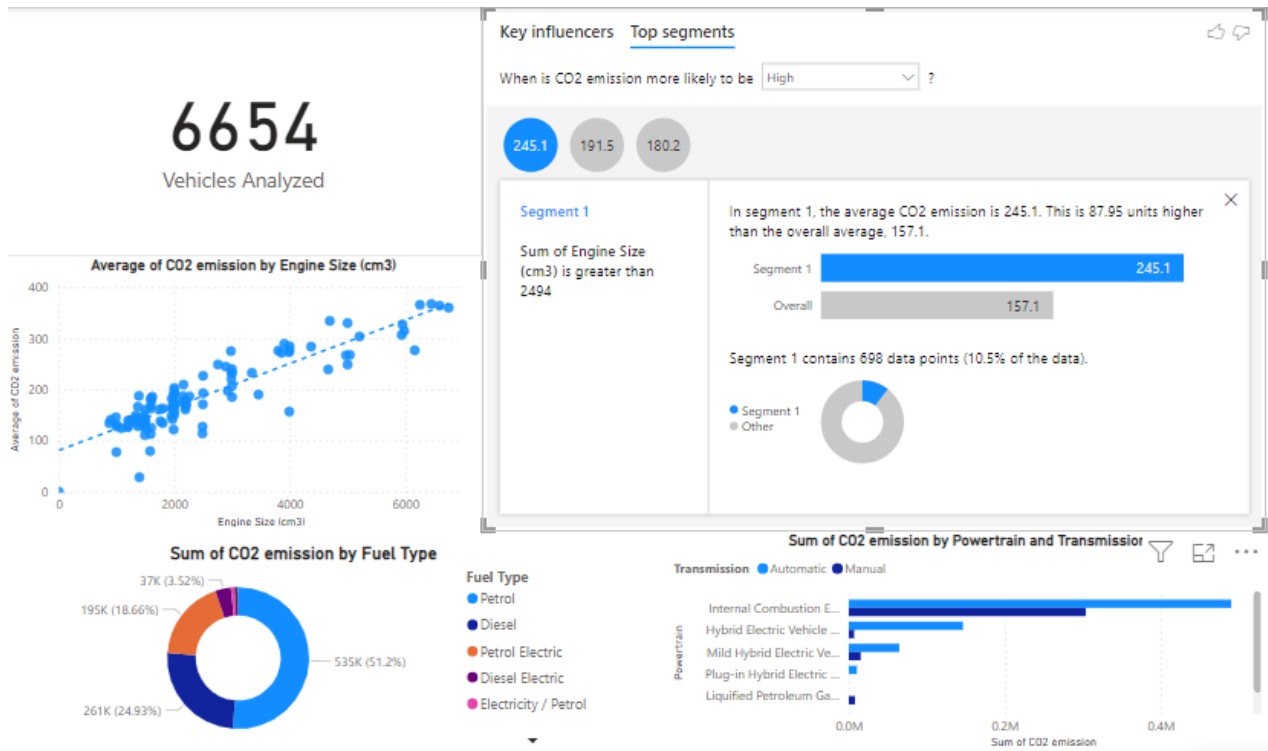 6654
Vehicles Analyzed
Key influencers Top segments
When is CO2 emission more likely to be High ?
245.1 191.5 180.2
Segment 1
Sum of Engine Size
(cm3) is greater than
2494
In segment 1, the average CO2 emission is 245.1. This is 87.95 units higher
than the overall average, 157.1.
Segment 1 245.1
Overall 157.1
Segment 1 contains 698 data points (10.5% of the data).
Segment 1
Other
Average of CO2 emission by Engine Size (cm3)
Average of CO2 emission
400
300
200
100
0
0 2000 4000 6000
Engine Size (cm3)
Sum of CO2 emission by Fuel Type
37K (3.52%)
195K (18.66%)
535K (51.2%)
261K (24.93%)
Fuel Type
Petrol
Diesel
Petrol Electric
Diesel Electric
Electricity / Petrol
Sum of CO2 emission by Powertrain and Transmission
Transmission Automatic Manual
Powertrain
Internal Combustion E...
Hybrid Electric Vehicle ...
Mild Hybrid Electric Ve...
Plug-in Hybrid Electric ...
Liquified Petroleum Ga...
0.0M 0.2M 0.4M
Sum of CO2 emission